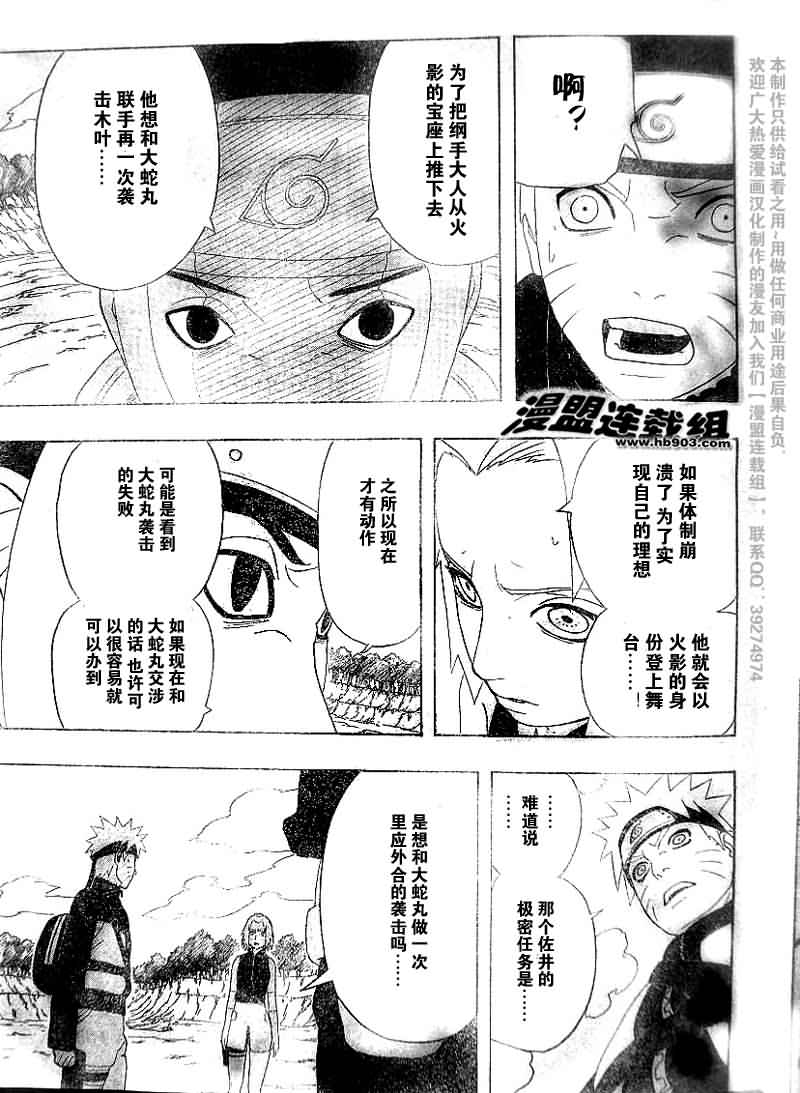 啊?
为了把纲手大人从火
影的宝座上推下去
他想和大蛇丸
联手再一次袭
击木叶……
漫盟连载组
www.hb903.com
如果体制崩
溃了 为了实
现自己的理想
他就会以
火影的身
份登上舞
台……!
之所以现在
才有动作
可能是看到
大蛇丸袭击
的失败
如果现在和
大蛇丸交涉
的话 也许可
以很容易就
可以办到
……
难道说
……
那个佐井的
极密任务是……
是想和大蛇丸做一次
里应外合的袭击吗……
本制作只供给试看之用~用做任何商业用途后果自负.
欢迎广大热爱漫画汉化制作的漫友加入我们【漫盟连载组】, 联系QQ: 39274974